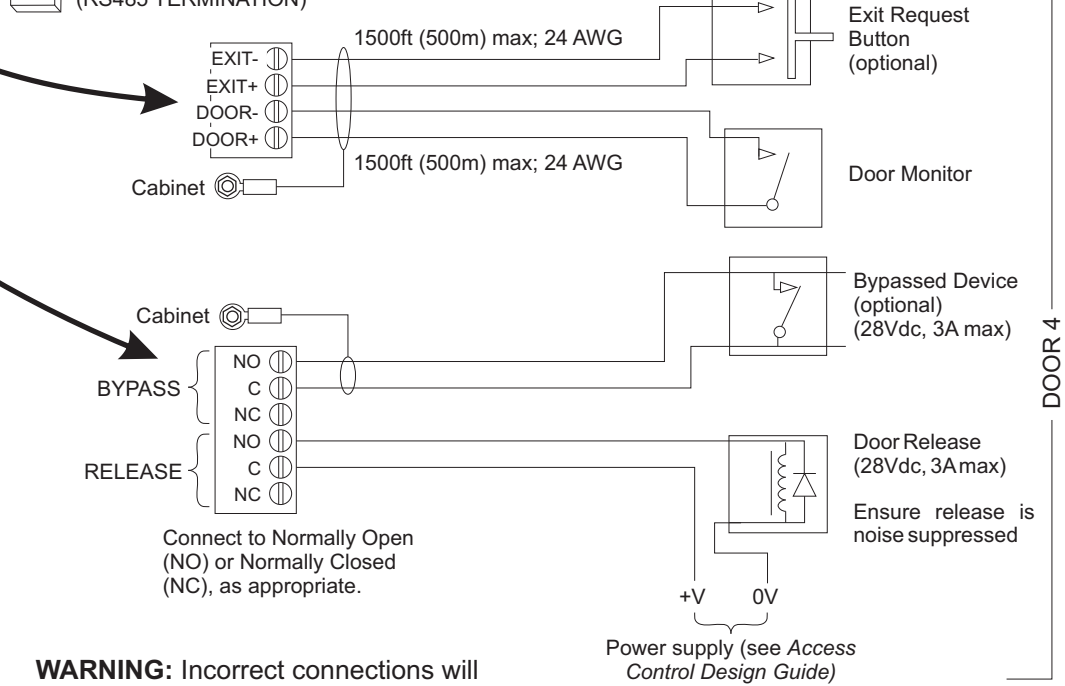 (RS485 TERMINATION)
1500ft (500m) max; 24 AWG
Exit Request
Button
(optional)
EXIT-
EXIT+
DOOR-
DOOR+
1500ft (500m) max; 24 AWG
Cabinet
Door Monitor
Cabinet
Bypassed Device
(optional)
(28Vdc, 3A max)
DOOR 4
BYPASS
NO
C
NC
RELEASE
NO
C
NC
Door Release
(28Vdc, 3A max)
Ensure release is
noise suppressed
Connect to Normally Open
(NO) or Normally Closed
(NC), as appropriate.
+V 0V
Power supply (see Access
Control Design Guide)
WARNING: Incorrect connections will